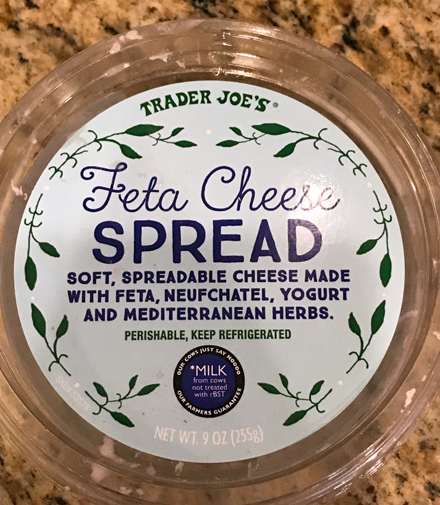 TRADER JOE'S®
Feta Cheese
SPREAD
SOFT, SPREADABLE CHEESE MADE
WITH FETA, NEUFCHATEL, YOGURT
AND MEDITERRANEAN HERBS.
PERISHABLE, KEEP REFRIGERATED
OUR COWS JUST SAY NOOOO
*MILK
from cows
not treated
with rBST
OUR FARMERS GUARANTEE
NET WT. 9 OZ (255g)